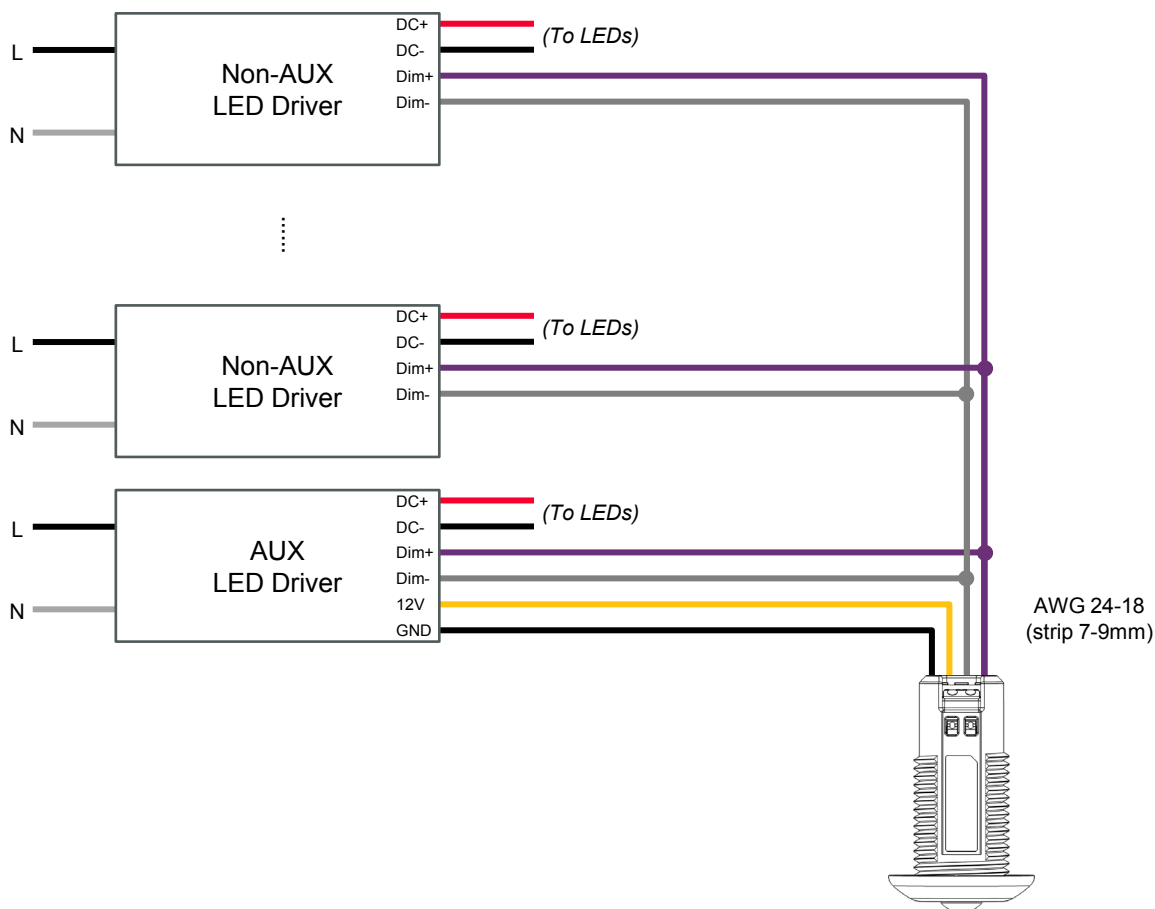 DC+
(To LEDs)
L
DC-
Non-AUX
LED Driver
Dim+
Dim-
N
DC+
(To LEDs)
L
DC-
Non-AUX
LED Driver
Dim+
Dim-
N
DC+
(To LEDs)
L
DC-
AUX
LED Driver
Dim+
Dim-
N
12V
GND
AWG 24-18
(strip 7-9mm)